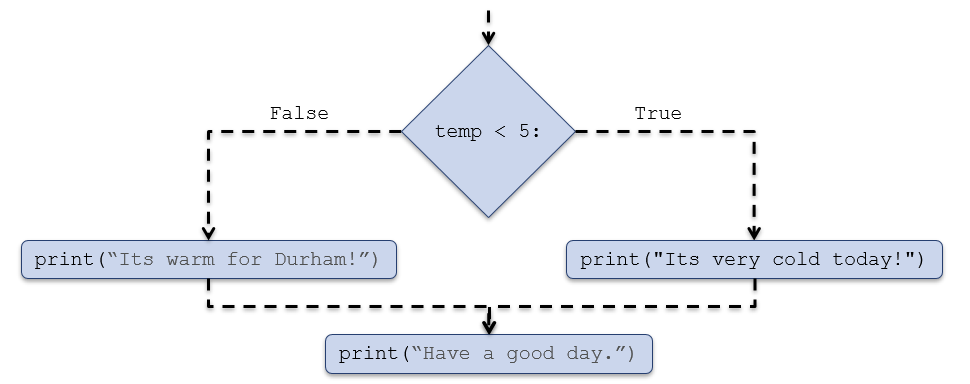 False
True
temp < 5:
print(“Its warm for Durham!”)
print("Its very cold today!")
print(“Have a good day.”)